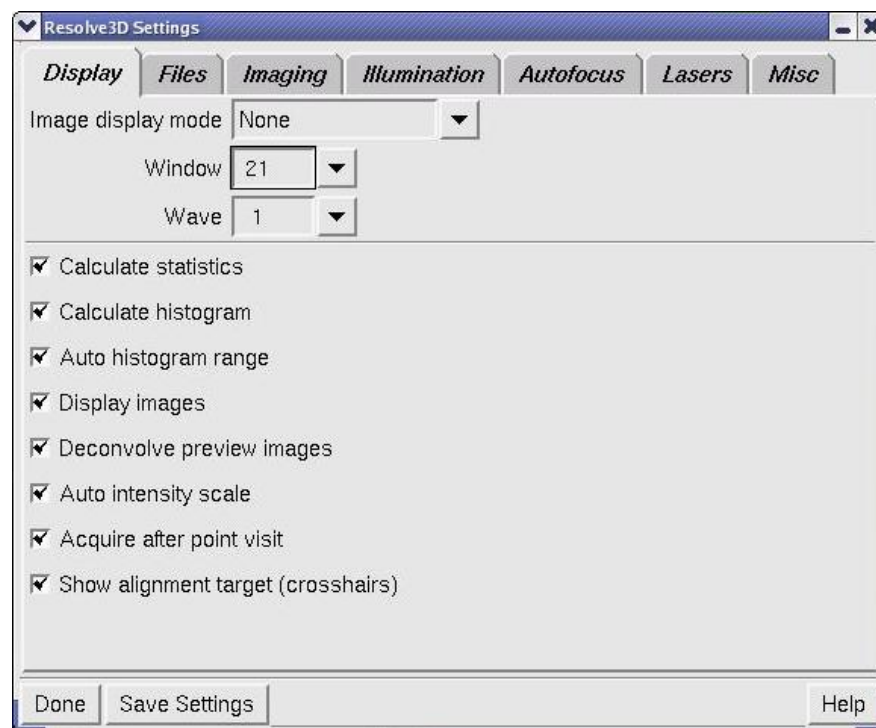 Resolve3D Settings
Display Files Imaging Illumination Autofocus Lasers Misc
Image display mode None
Window 21
Wave 1
Calculate statistics
Calculate histogram
Auto histogram range
Display images
Deconvolve preview images
Auto intensity scale
Acquire after point visit
Show alignment target (crosshairs)
Done Save Settings Help